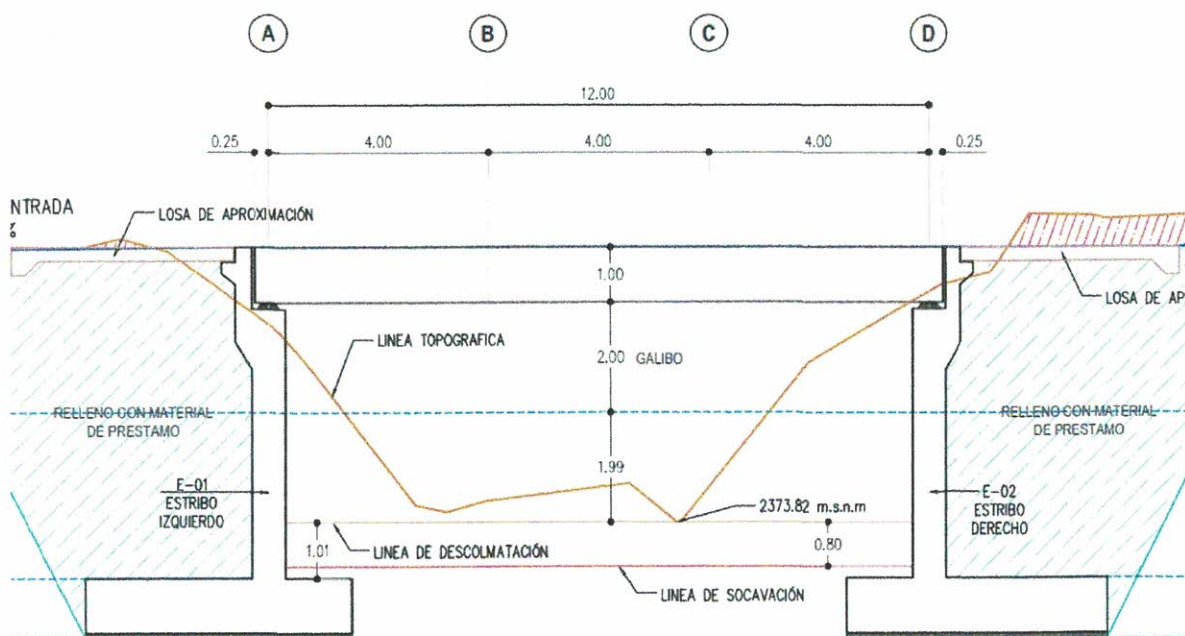 A B C D
12.00
0.25 4.00 4.00 4.00 0.25
NTRADA
%
LOSA DE APROXIMACIÓN
1.00
LOSA DE AP
LINEA TOPOGRAFICA
2.00 GALIBO
RELLENO CON MATERIAL
DE PRESTAMO
RELLENO CON MATERIAL
DE PRESTAMO
1.99
E-01
ESTRIBO
IZQUIERDO
2373.82 m.s.n.m
E-02
ESTRIBO
DERECHO
1.01
LINEA DE DESCOLMATACIÓN
0.80
LINEA DE SOCAVACIÓN